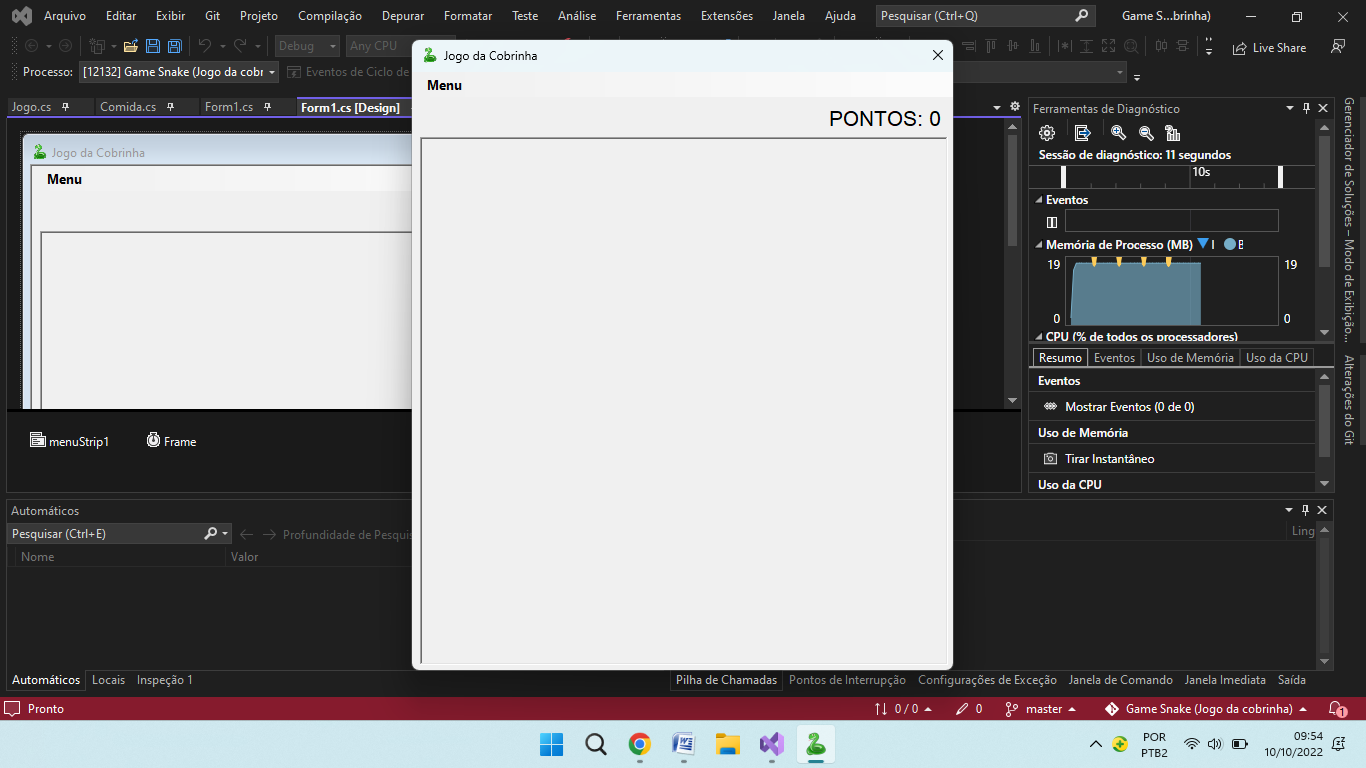 Arquivo Editar Exibir Git Projeto Compilação Depurar Formatar Teste Análise Ferramentas Extensões Janela Ajuda Pesquisar (Ctrl+Q) Game S...brinha)
Debug Any CPU Live Share
Processo: [12132] Game Snake (Jogo da cobr Eventos de Ciclo de
Jogo.cs Comida.cs Form1.cs Form1.cs [Design]
Jogo da Cobrinha
Menu
menuStrip1 Frame
Jogo da Cobrinha
Menu
PONTOS: 0
Ferramentas de Diagnóstico
Sessão de diagnóstico: 11 segundos
10s
Eventos
Memória de Processo (MB)
19 19
0 0
CPU (% de todos os processadores)
Resumo Eventos Uso de Memória Uso da CPU
Eventos
Mostrar Eventos (0 de 0)
Uso de Memória
Tirar Instantâneo
Uso da CPU
Gerenciador de Soluções – Modo de Exibição...
Alterações do Git
Automáticos
Pesquisar (Ctrl+E) Profundidade de Pesquis
Nome Valor
Ling
Automáticos Locais Inspeção 1
Pilha de Chamadas Pontos de Interrupção Configurações de Exceção Janela de Comando Janela Imediata Saída
Pronto 0 / 0 0 master Game Snake (Jogo da cobrinha) 1
POR
PTB2
09:54
10/10/2022